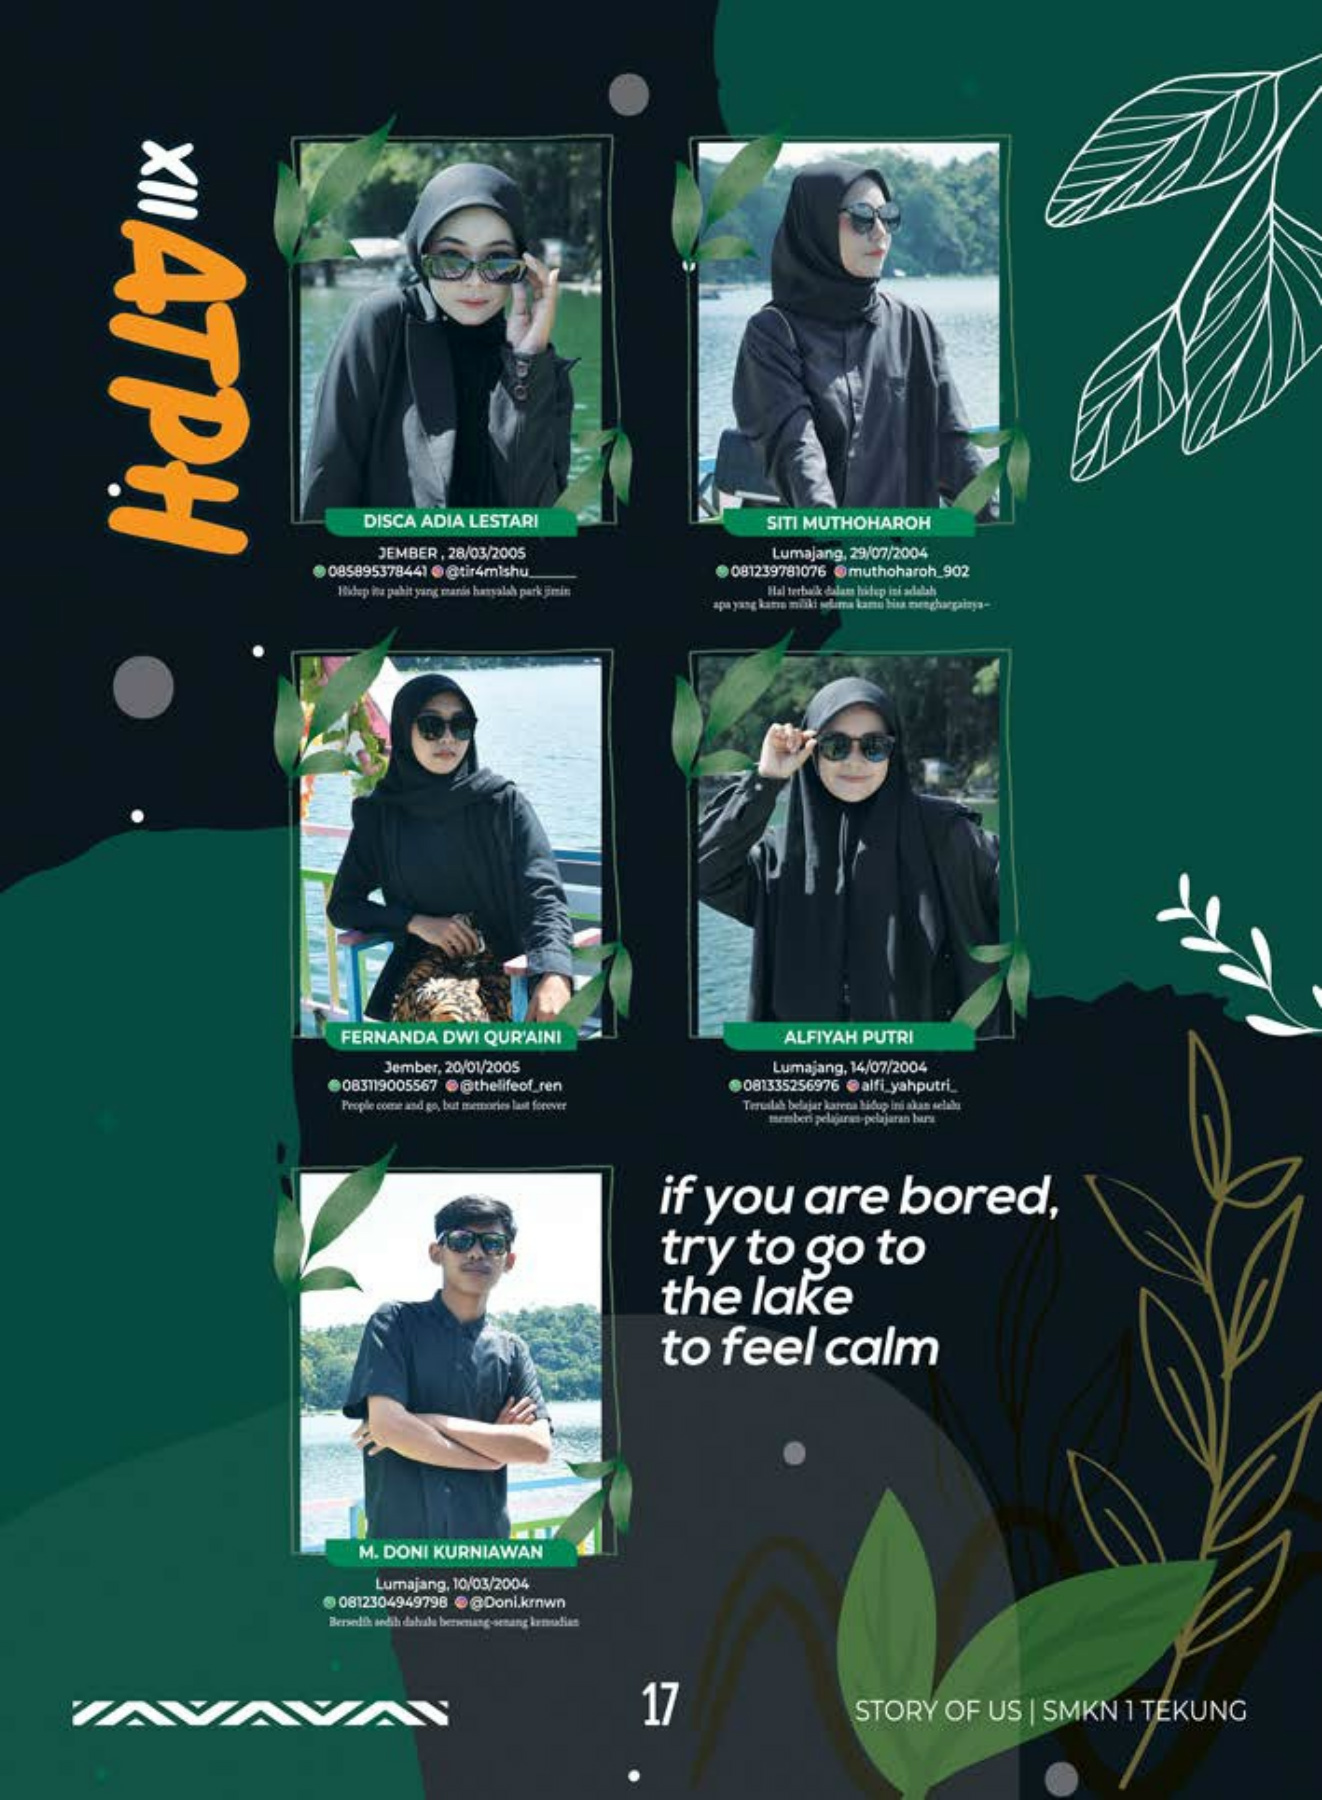 XII ATPH
DISCA ADIA LESTARI
JEMBER , 28/03/2005
085895378441 @tir4m1shu______
Hidup itu pahit yang manis hanyalah park jimin
SITI MUTHOHAROH
Lumajang, 29/07/2004
081239781076 muthoharoh_902
Hal terbaik dalam hidup ini adalah
apa yang kamu miliki selama kamu bisa menghargainya~
FERNANDA DWI QUR'AINI
Jember, 20/01/2005
083119005567 @thelifeof_ren
People come and go, but memories last forever
ALFIYAH PUTRI
Lumajang, 14/07/2004
081335256976 alfi_yahputri_
Teruslah belajar karena hidup ini akan selalu
memberi pelajaran-pelajaran baru
M. DONI KURNIAWAN
Lumajang, 10/03/2004
0812304949798 @Doni.krnwn
Bersedih sedih dahulu bersenang-senang kemudian
if you are bored,
try to go to
the lake
to feel calm
17
STORY OF US | SMKN 1 TEKUNG